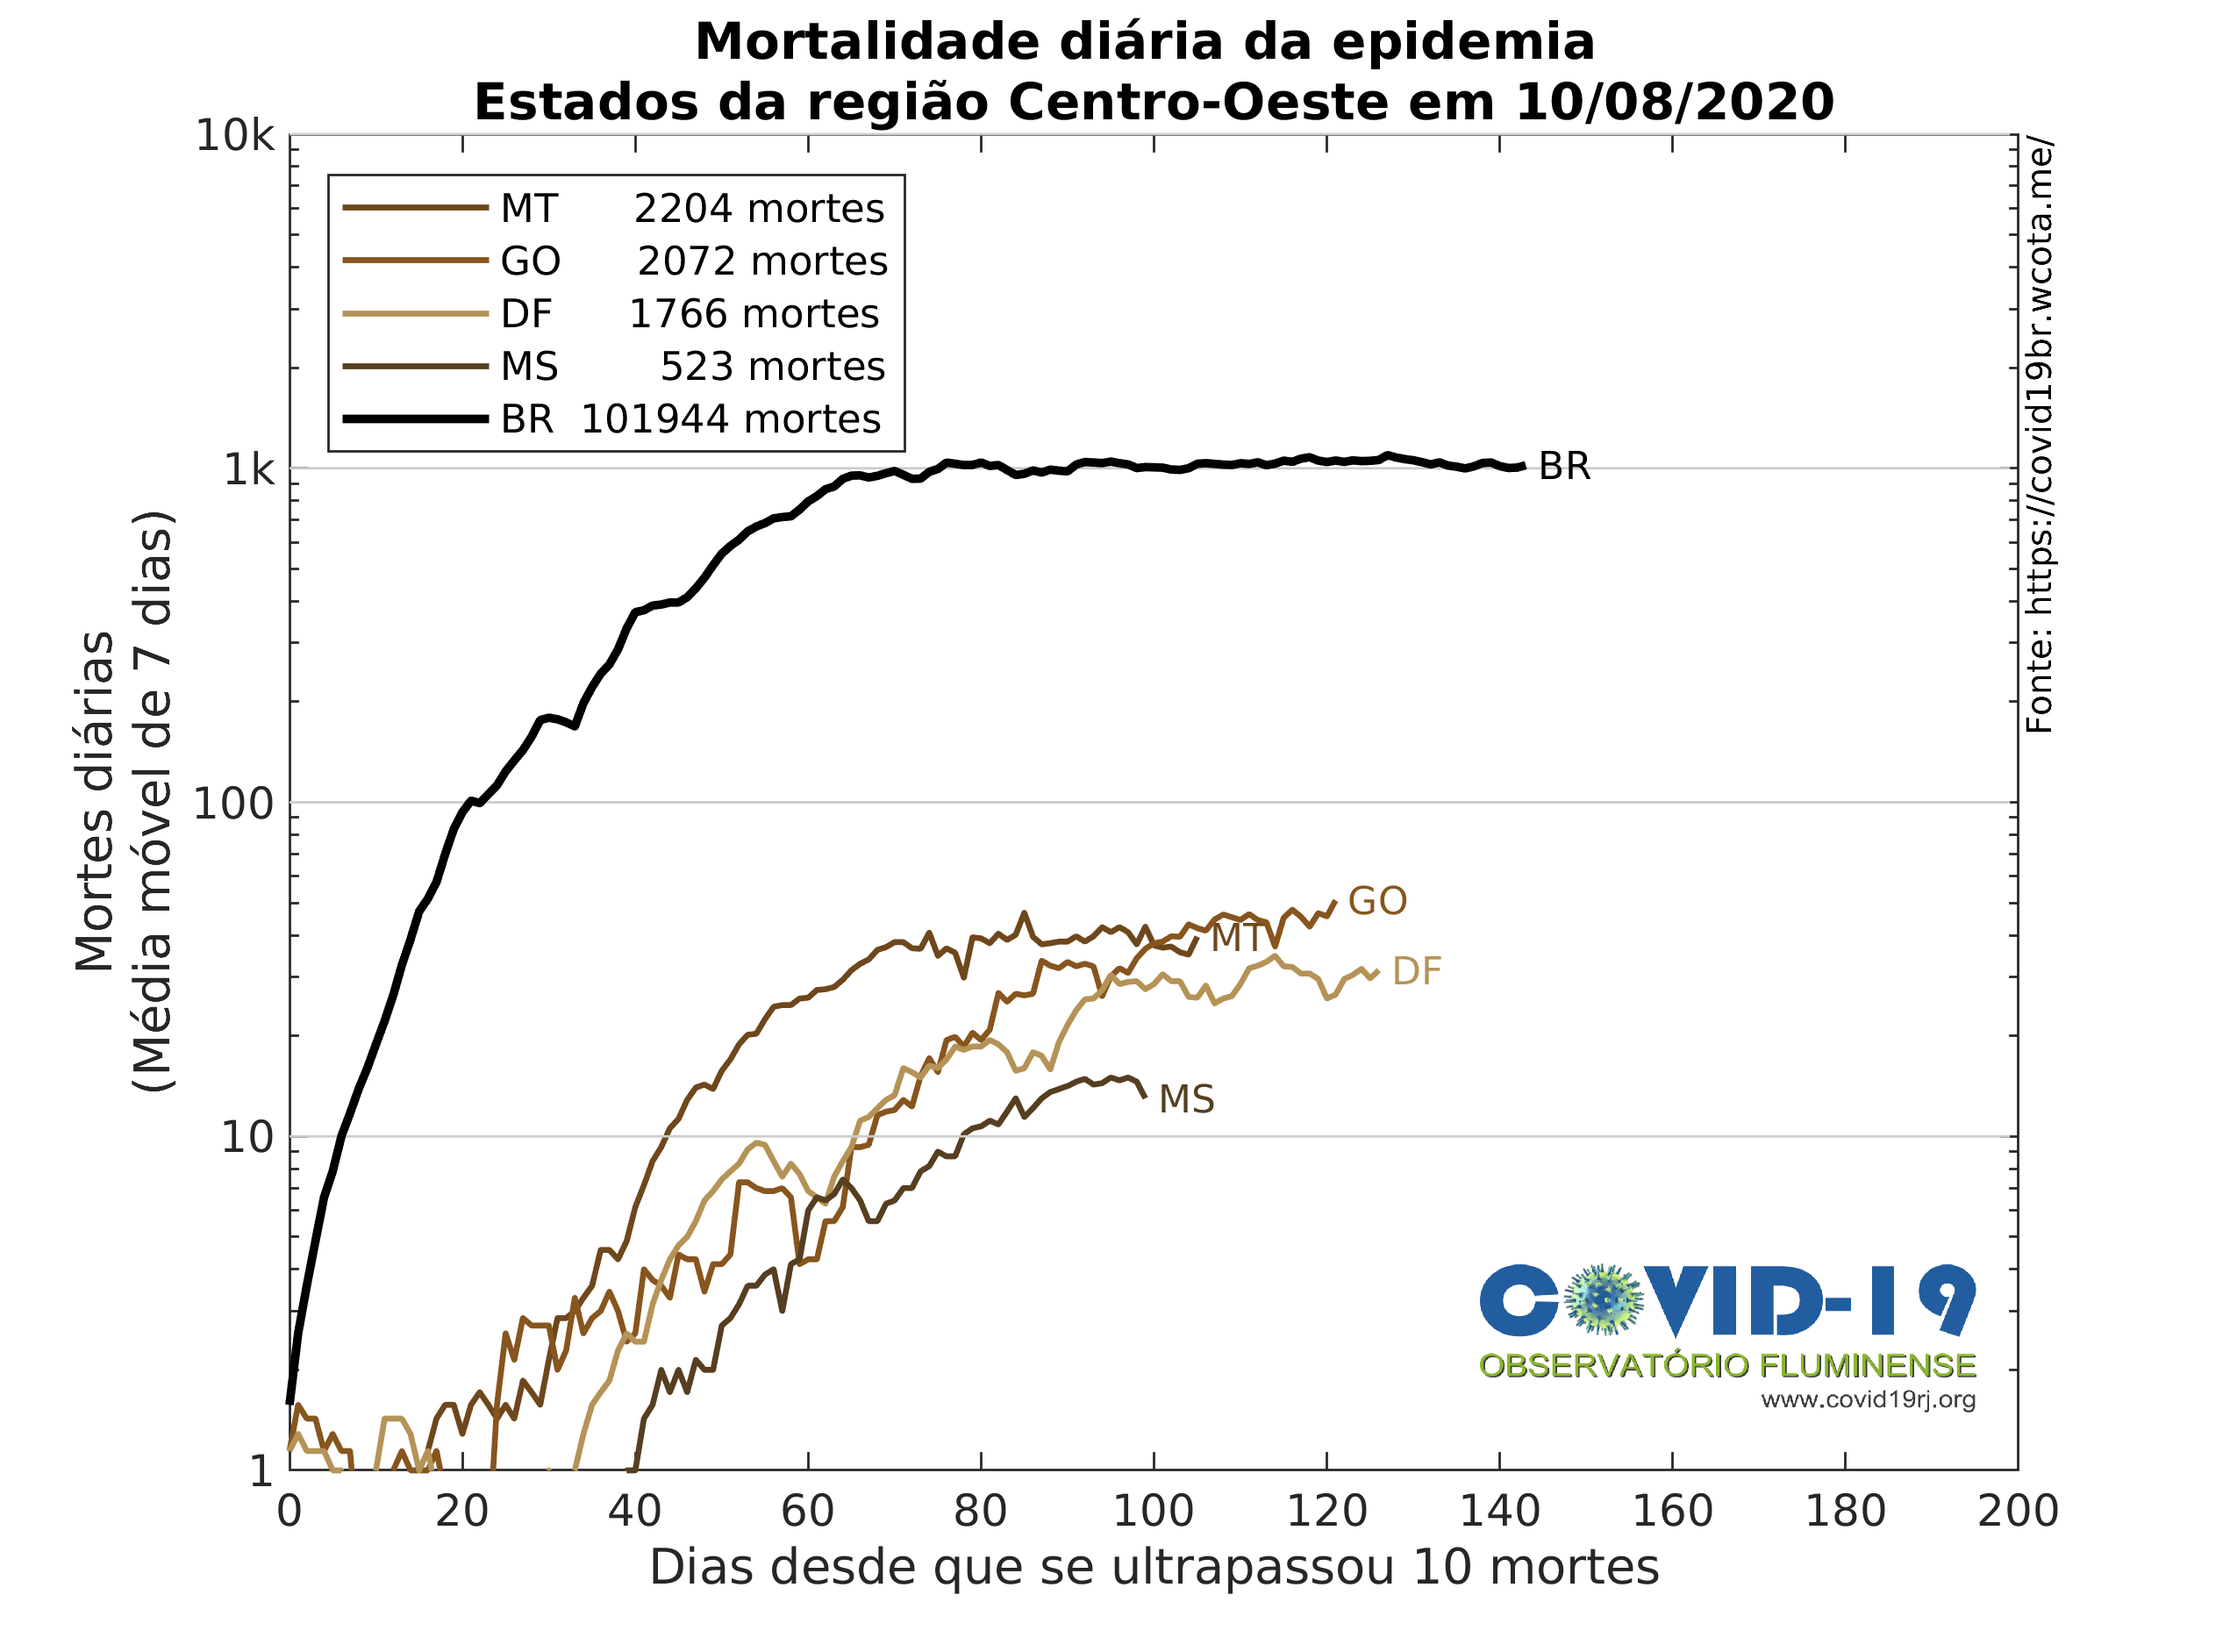 Mortalidade diária da epidemia
Estados da região Centro-Oeste em 10/08/2020
10k
1k
100
10
1
Mortes diárias
(Média móvel de 7 dias)
MT 2204 mortes
GO 2072 mortes
DF 1766 mortes
MS 523 mortes
BR 101944 mortes
BR
GO
MT
DF
MS
Fonte: https://covid19br.wcota.me/
COVID-19
OBSERVATÓRIO FLUMINENSE
www.covid19rj.org
0 20 40 60 80 100 120 140 160 180 200
Dias desde que se ultrapassou 10 mortes